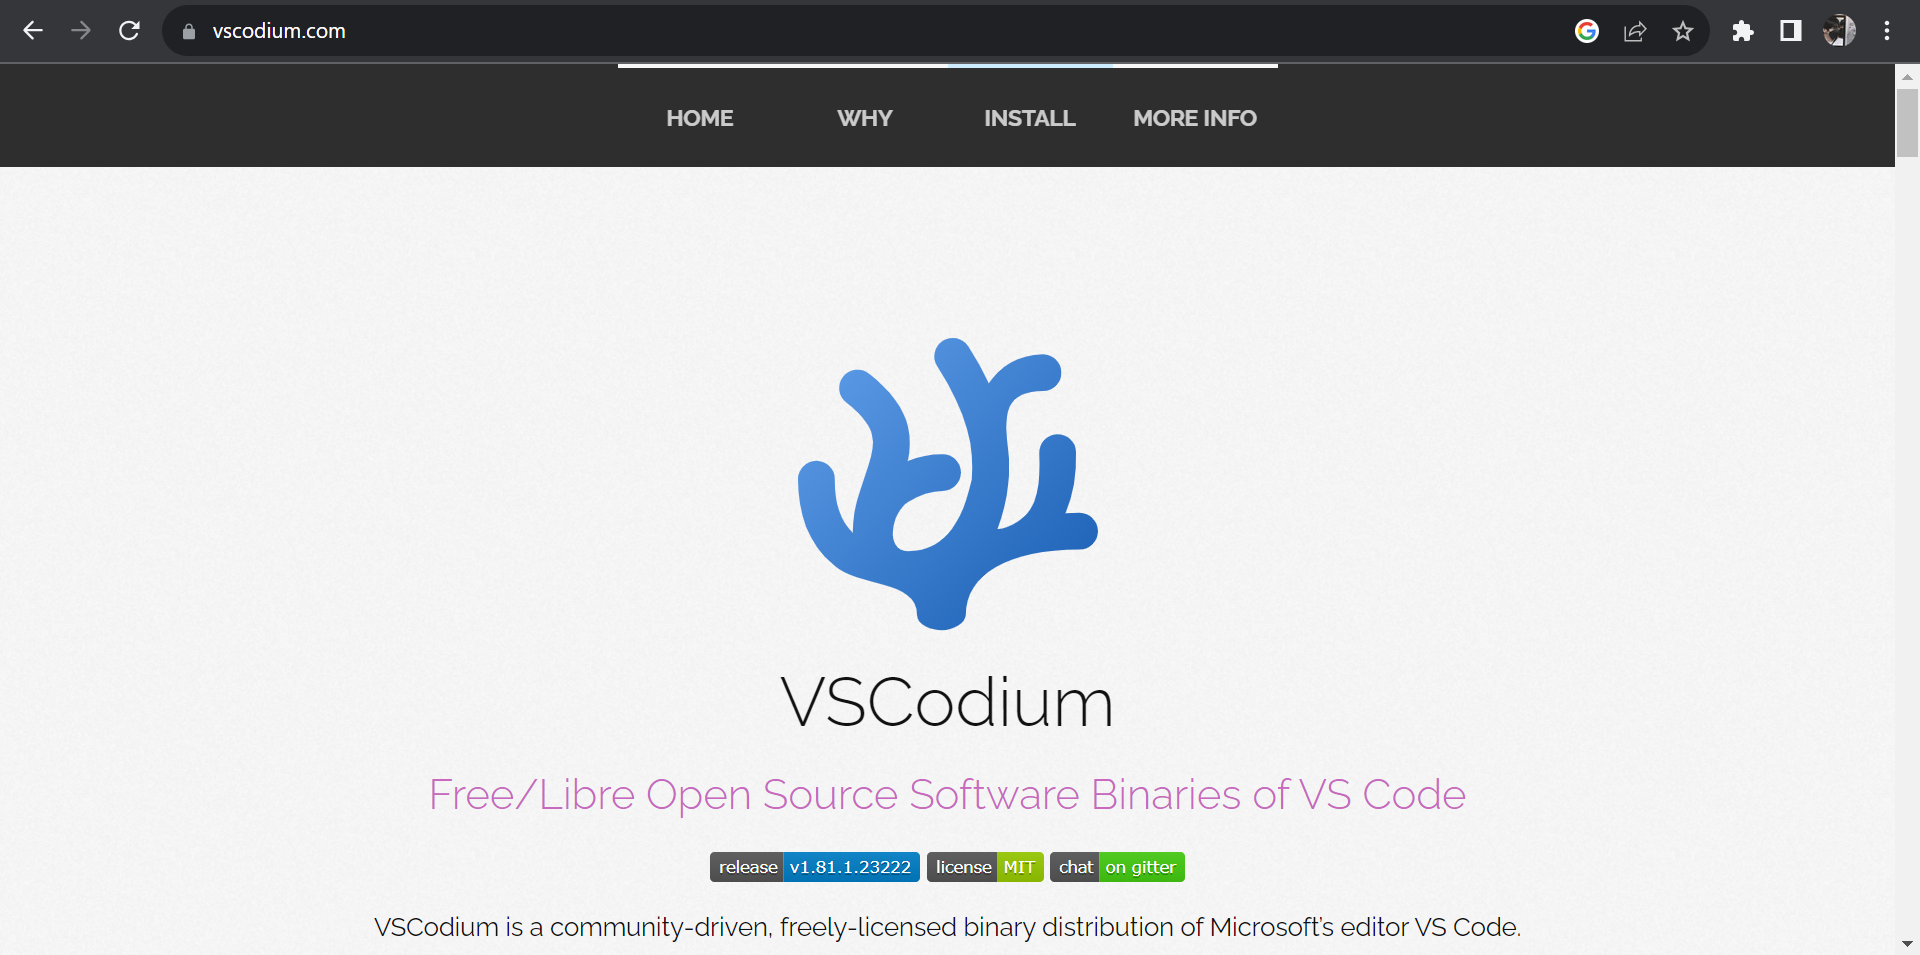 vscodium.com
HOME WHY INSTALL MORE INFO
VSCodium
Free/Libre Open Source Software Binaries of VS Code
release v1.81.1.23222 license MIT chat on gitter
VSCodium is a community-driven, freely-licensed binary distribution of Microsoft’s editor VS Code.